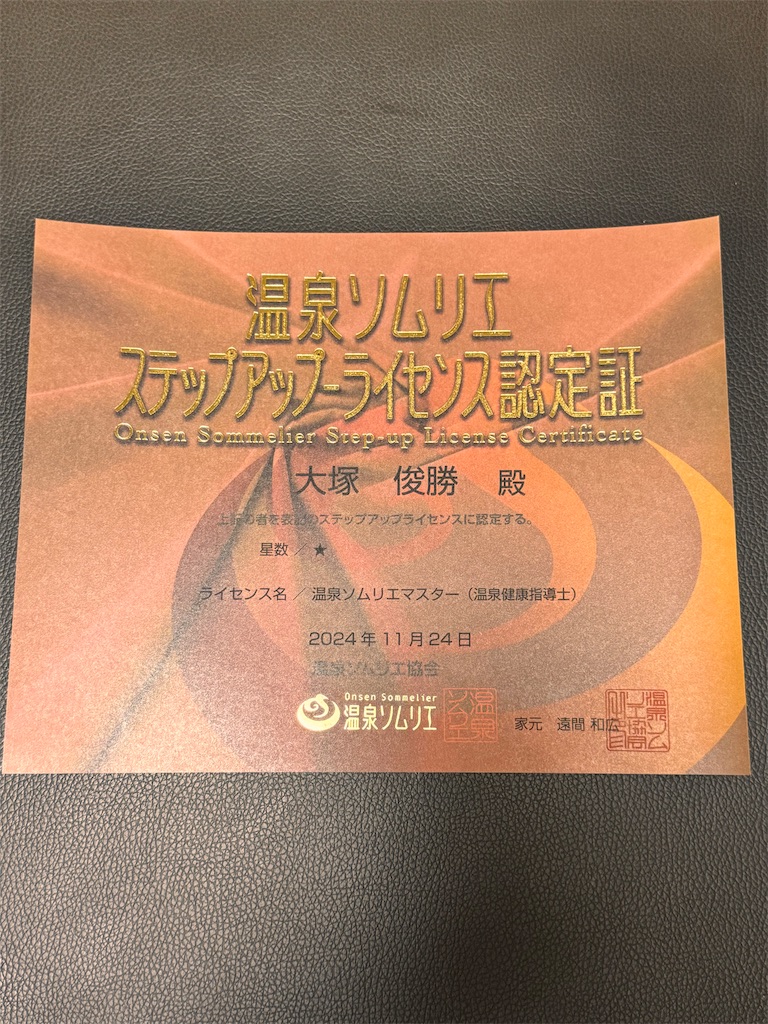 温泉ソムリエ
ステップアップ-ライセンス認定証
Onsen Sommelier Step-up License Certificate
大塚 俊勝 殿
上記の者を表記のステップアップライセンスに認定する。
星数／★
ライセンス名／温泉ソムリエマスター（温泉健康指導士）
2024年11月24日
温泉ソムリエ協会
Onsen Sommelier
温泉ソムリエ
家元 遠間 和広